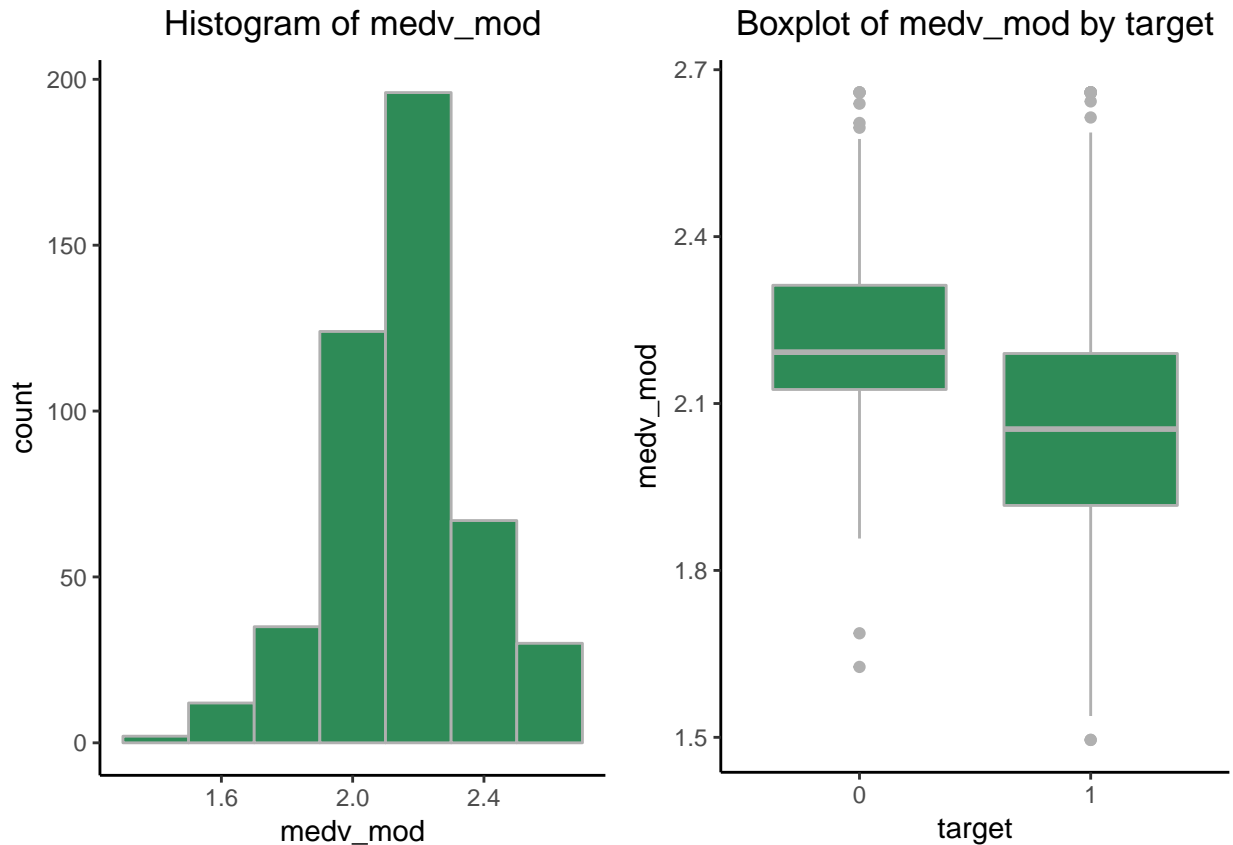 Histogram of medv_mod
200
150
100
50
0
count
1.6 2.0 2.4
medv_mod
Boxplot of medv_mod by target
2.7
2.4
2.1
1.8
1.5
medv_mod
0 1
target